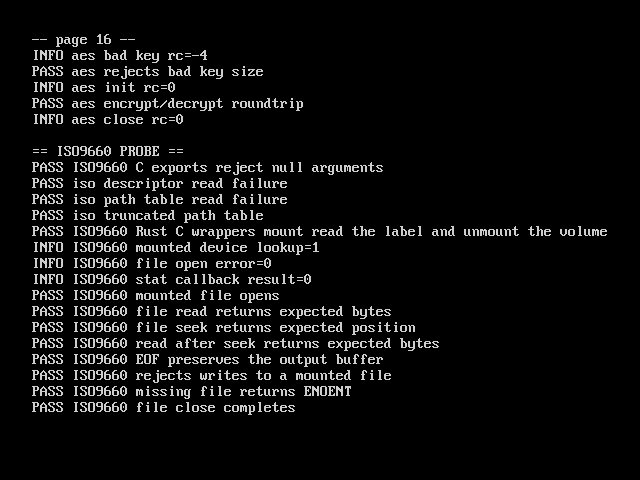 -- page 16 --
INFO aes bad key rc=-4
PASS aes rejects bad key size
INFO aes init rc=0
PASS aes encrypt/decrypt roundtrip
INFO aes close rc=0
== ISO9660 PROBE ==
PASS ISO9660 C exports reject null arguments
PASS iso descriptor read failure
PASS iso path table read failure
PASS iso truncated path table
PASS ISO9660 Rust C wrappers mount read the label and unmount the volume
INFO ISO9660 mounted device lookup=1
INFO ISO9660 file open error=0
INFO ISO9660 stat callback result=0
PASS ISO9660 mounted file opens
PASS ISO9660 file read returns expected bytes
PASS ISO9660 file seek returns expected position
PASS ISO9660 read after seek returns expected bytes
PASS ISO9660 EOF preserves the output buffer
PASS ISO9660 rejects writes to a mounted file
PASS ISO9660 missing file returns ENOENT
PASS ISO9660 file close completes